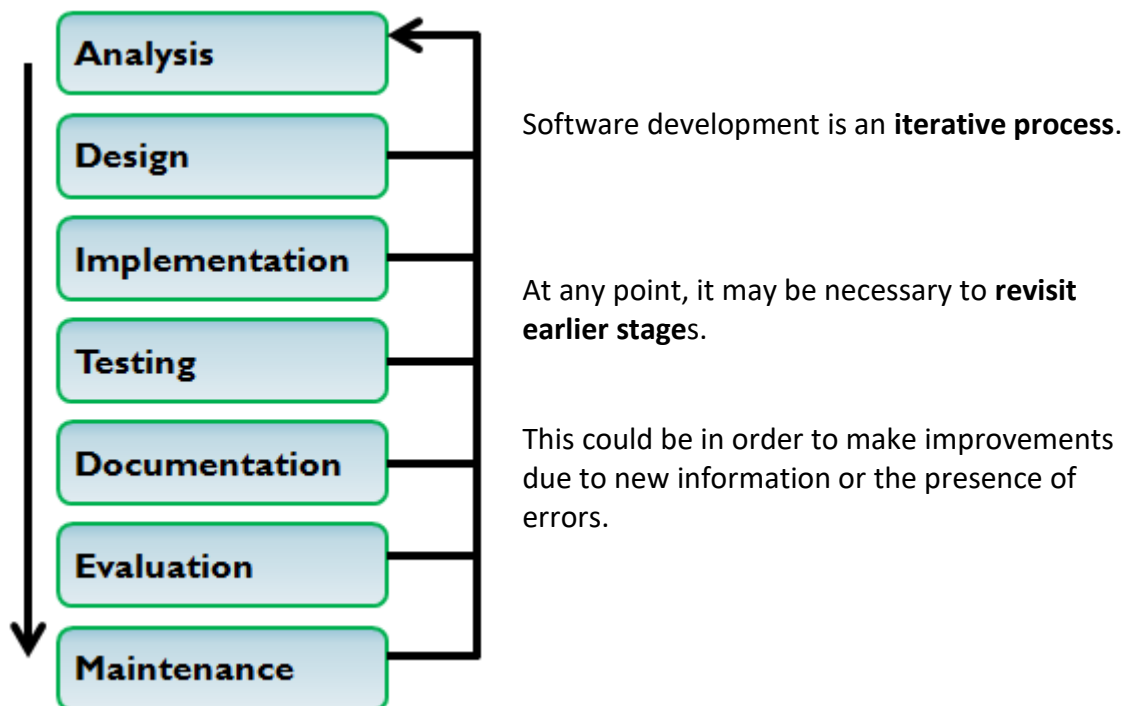 Analysis
Design
Implementation
Testing
Documentation
Evaluation
Maintenance
Software development is an iterative process.
At any point, it may be necessary to revisit
earlier stages.
This could be in order to make improvements
due to new information or the presence of
errors.